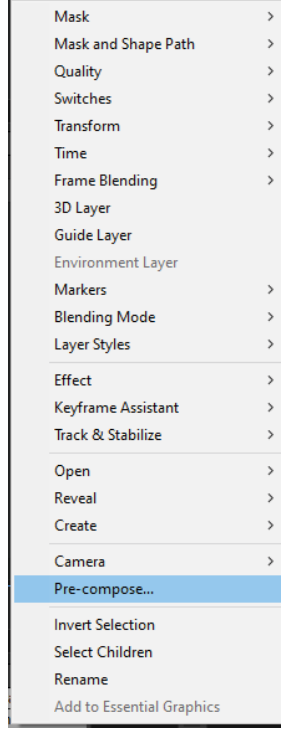 Mask
Mask and Shape Path
Quality
Switches
Transform
Time
Frame Blending
3D Layer
Guide Layer
Environment Layer
Markers
Blending Mode
Layer Styles
Effect
Keyframe Assistant
Track & Stabilize
Open
Reveal
Create
Camera
Pre-compose...
Invert Selection
Select Children
Rename
Add to Essential Graphics